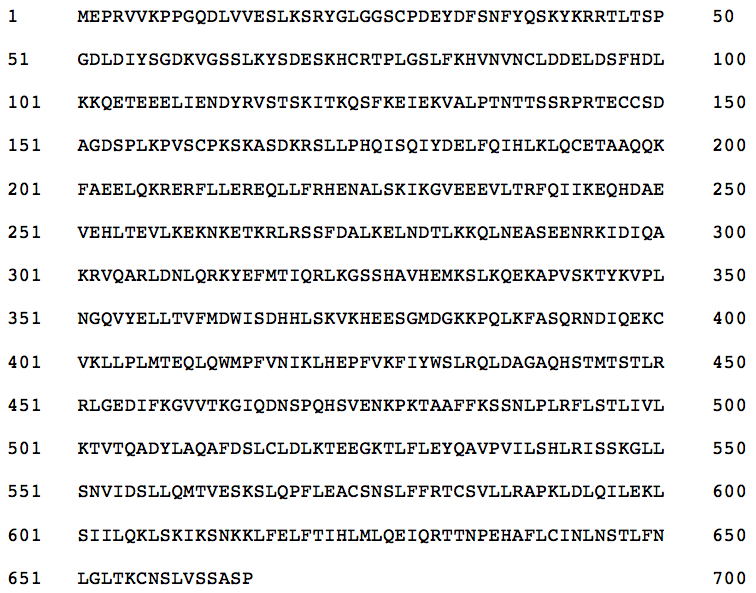 1 MEPRVVKPPGQDLVVESLKSRYGLGGSCPDEYDFSNFYQSKYKRRTLTSP 50
51 GDLDIYSGDKVGSSLKYSDESKHCRTPLGSLFKHVNVNCLDDELDSFHDL 100
101 KKQETEEELIENDYRVSTSKITKQSFKEIEKVALPTNTTSSRPRTECCSD 150
151 AGDSPLKPVSCPKSKASDKRSLLPHQISQIYDELFQIHLKLQCETAAQQK 200
201 FAEELQKRERFLLEREQLLFRHENALSKIKGVEEEVLTRFQIIKEQHDAE 250
251 VEHLTEVLKEKNKETKRLRSSFDALKELNDTLKKQLNEASEENRKIDIQA 300
301 KRVQARLDNLQRKYEFMTIQRLKGSSHAVHEMKSLKQEKAPVSKTYKVPL 350
351 NGQVYELLTVFMDWISDHHLSKVKHEESGMDGKKPQLKFASQRNDIQEKC 400
401 VKLLPLMTEQLQWMPFVNIKLHEPFVKFIYWSLRQLDAGAQHSTMTSTLR 450
451 RLGEDIFKGVVTKGIQDNSPQHSVENKPKTAAFFKSSNLPLRFLSTLIVL 500
501 KTVTQADYLAQAFDSLCLDLKTEEGKTLFLEYQAVPVILSHLRISSKGLL 550
551 SNVIDSLLQMTVESKSLQPFLEACSNSLFFRTCSVLLRAPKLDLQILEKL 600
601 SIILQKLSKIKSNKKLFELFTIHLMLQEIQRTTNPEHAFLCINLNSTLFN 650
651 LGLTKCNSLVSSASP 700